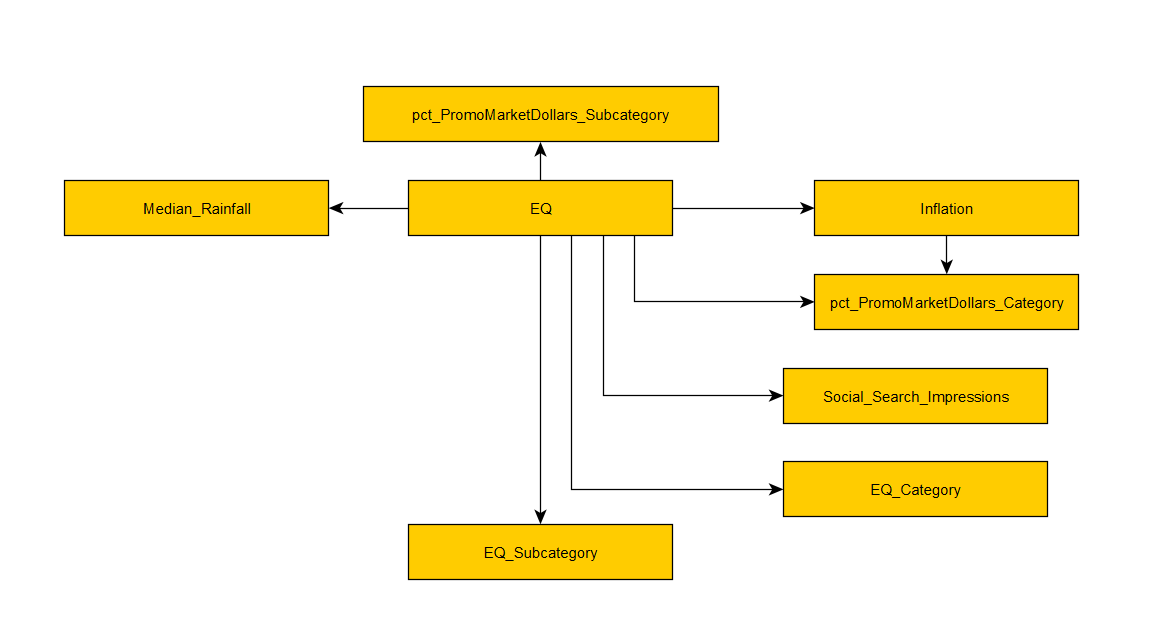 pct_PromoMarketDollars_Subcategory
Median_Rainfall
EQ
Inflation
pct_PromoMarketDollars_Category
Social_Search_Impressions
EQ_Category
EQ_Subcategory